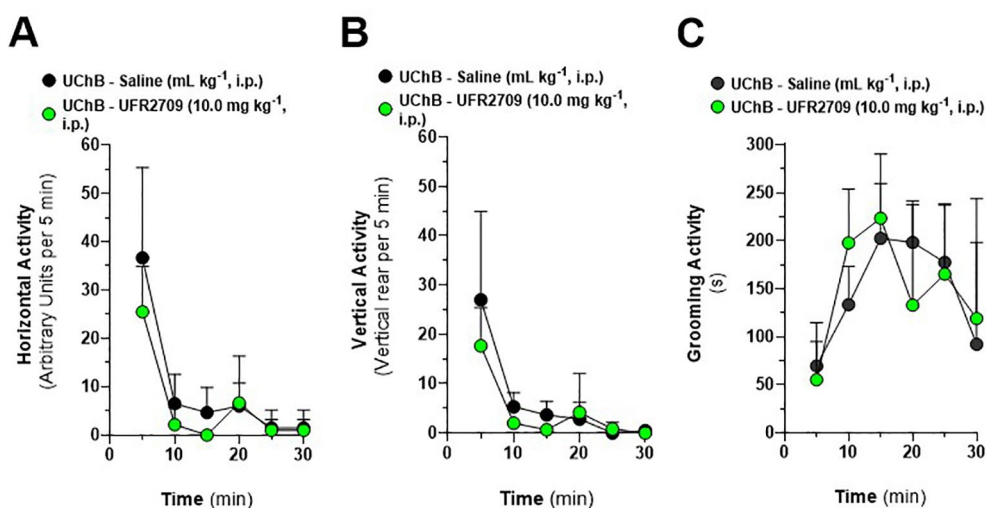 A
UChB - Saline (mL kg⁻¹, i.p.)
UChB - UFR2709 (10.0 mg kg⁻¹,
i.p.)
Horizontal Activity
(Arbitrary Units per 5 min)
60
50
40
30
20
10
0
0 10 20 30
Time (min)
B
UChB - Saline (mL kg⁻¹, i.p.)
UChB - UFR2709 (10.0 mg kg⁻¹,
i.p.)
Vertical Activity
(Vertical rear per 5 min)
60
50
40
30
20
10
0
0 10 20 30
Time (min)
C
UChB - Saline (mL kg⁻¹, i.p.)
UChB - UFR2709 (10.0 mg kg⁻¹, i.p.)
Grooming Activity
(s)
300
250
200
150
100
50
0
0 10 20 30
Time (min)